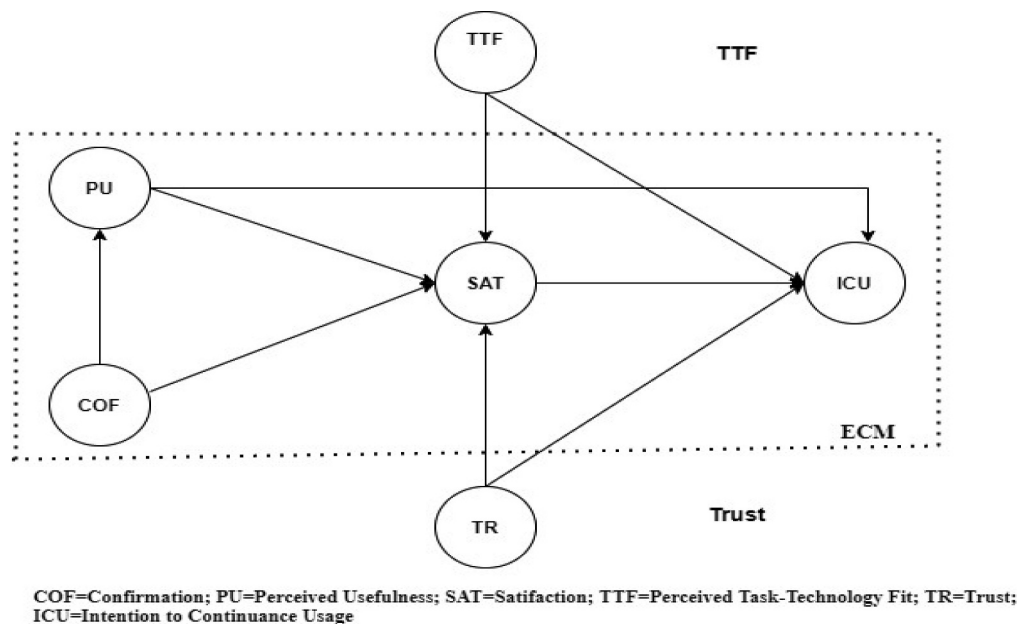 TTF
TTF
PU
SAT
ICU
COF
ECM
TR
Trust
COF=Confirmation; PU=Perceived Usefulness; SAT=Satifaction; TTF=Perceived Task-Technology Fit; TR=Trust;
ICU=Intention to Continuance Usage